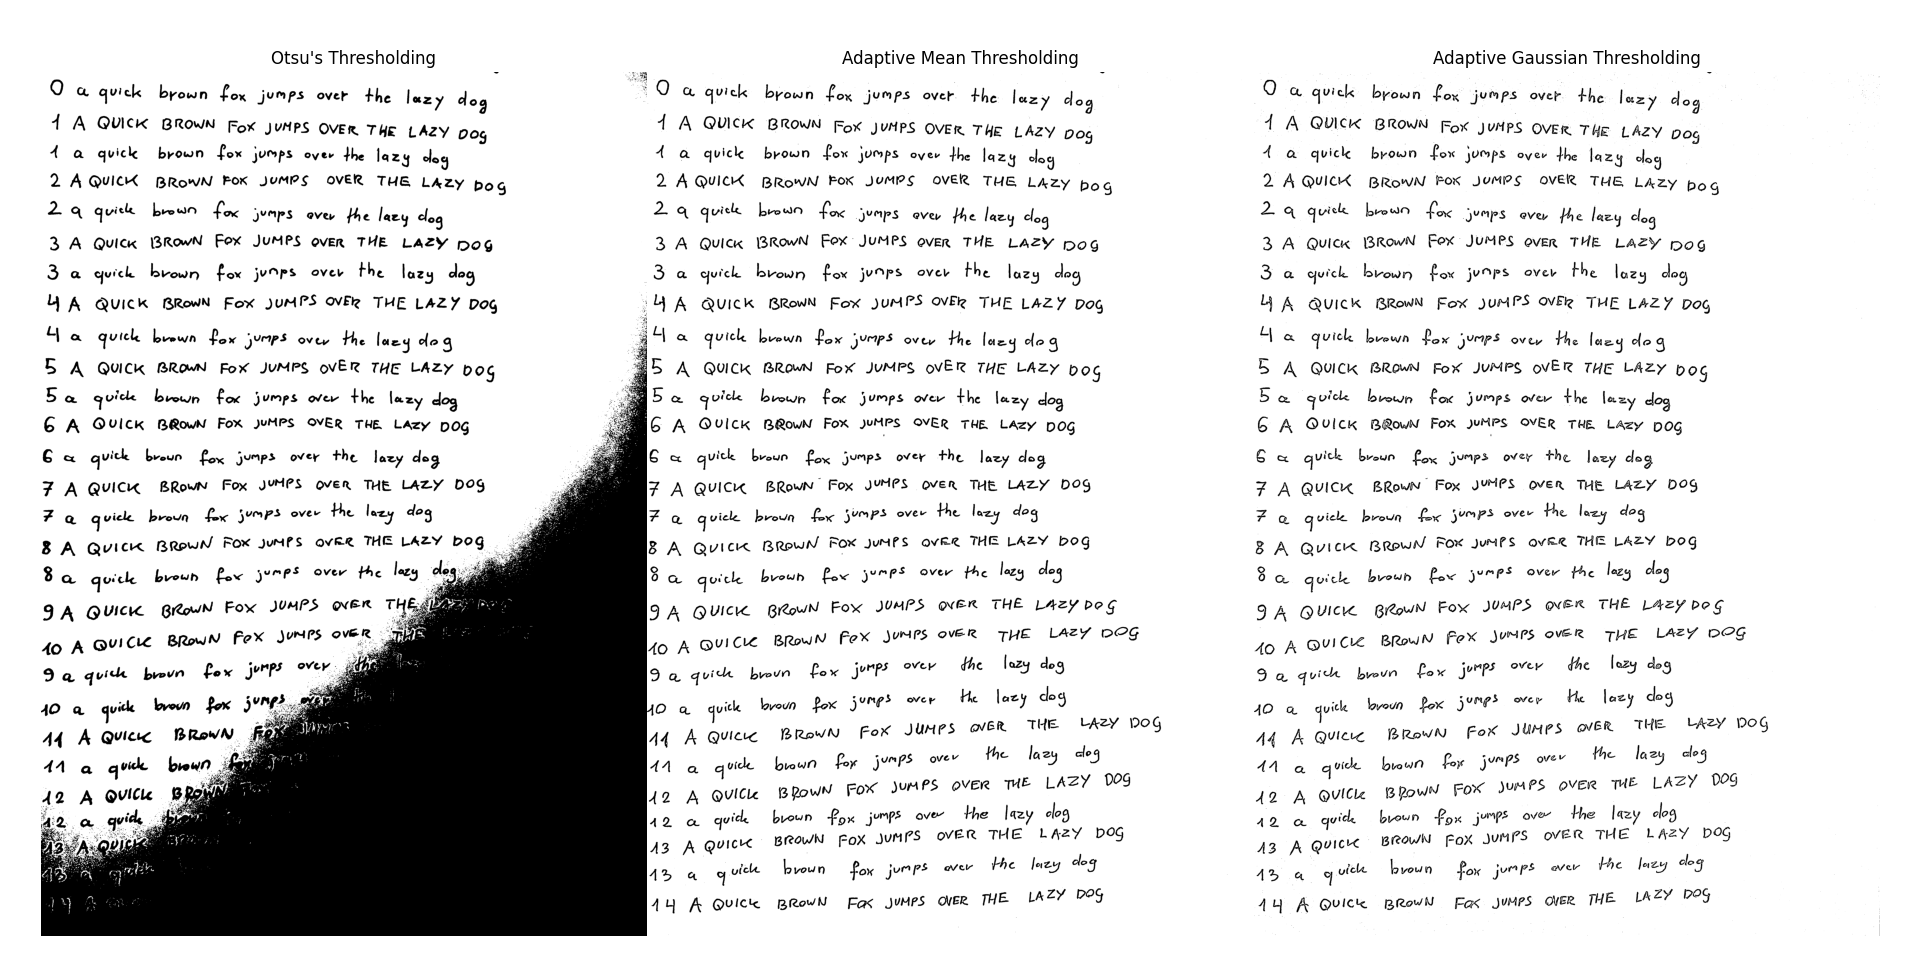 Otsu's Thresholding
0 a quick brown fox jumps over the lazy dog
1 A QUICK BROWN FOX JUMPS OVER THE LAZY DOG
1 a quick brown fox jumps over the lazy dog
2 A QUICK BROWN FOX JUMPS OVER THE LAZY DOG
2 a quick brown fox jumps over the lazy dog
3 A QUICK BROWN FOX JUMPS OVER THE LAZY DOG
3 a quick brown fox junps over the lazy dog
4 A QUICK BROWN FOX JUMPS OVER THE LAZY DOG
4 a quick brown fox jumps over the lazy dog
5 A QUICK BROWN FOX JUMPS OVER THE LAZY DOG
5 a quick brown fox jumps over the lazy dog
6 A QUICK BROWN FOX JUMPS OVER THE LAZY DOG
6 a quick brown fox jumps over the lazy dog
7 A QUICK BROWN FOX JUMPS OVER THE LAZY DOG
7 a quick brown fox jumps over the lazy dog
8 A QUICK BROWN FOX JUMPS OVER THE LAZY DOG
8 a quick brown fox jumps over the lazy dog
9 A QUICK BROWN FOX JUMPS OVER THE LAZY DOG
10 A QUICK BROWN FOX JUMPS OVER THE
9 a quick brown fox jumps over the
10 a quick brown fox jumps over
11 A QUICK BROWN FOX JUMPS
11 a quick brown fox
12 A QUICK BROWN
12 a quick
13 A QUICK
13 a quick
14
Adaptive Mean Thresholding
0 a quick brown fox jumps over the lazy dog
1 A QUICK BROWN FOX JUMPS OVER THE LAZY DOG
1 a quick brown fox jumps over the lazy dog
2 A QUICK BROWN FOX JUMPS OVER THE LAZY DOG
2 a quick brown fox jumps over the lazy dog
3 A QUICK BROWN FOX JUMPS OVER THE LAZY DOG
3 a quick brown fox junps over the lazy dog
4 A QUICK BROWN FOX JUMPS OVER THE LAZY DOG
4 a quick brown fox jumps over the lazy dog
5 A QUICK BROWN FOX JUMPS OVER THE LAZY DOG
5 a quick brown fox jumps over the lazy dog
6 A QUICK BROWN FOX JUMPS OVER THE LAZY DOG
6 a quick brown fox jumps over the lazy dog
7 A QUICK BROWN FOX JUMPS OVER THE LAZY DOG
7 a quick brown fox jumps over the lazy dog
8 A QUICK BROWN FOX JUMPS OVER THE LAZY DOG
8 a quick brown fox jumps over the lazy dog
9 A QUICK BROWN FOX JUMPS OVER THE LAZY DOG
10 A QUICK BROWN FOX JUMPS OVER THE LAZY DOG
9 a quick brown fox jumps over the lazy dog
10 a quick brown fox jumps over the lazy dog
11 A QUICK BROWN FOX JUMPS OVER THE LAZY DOG
11 a quick brown fox jumps over the lazy dog
12 A QUICK BROWN FOX JUMPS OVER THE LAZY DOG
12 a quick brown fox jumps over the lazy dog
13 A QUICK BROWN FOX JUMPS OVER THE LAZY DOG
13 a quick brown fox jumps over the lazy dog
14 A QUICK BROWN FOX JUMPS OVER THE LAZY DOG
Adaptive Gaussian Thresholding
0 a quick brown fox jumps over the lazy dog
1 A QUICK BROWN FOX JUMPS OVER THE LAZY DOG
1 a quick brown fox jumps over the lazy dog
2 A QUICK BROWN FOX JUMPS OVER THE LAZY DOG
2 a quick brown fox jumps over the lazy dog
3 A QUICK BROWN FOX JUMPS OVER THE LAZY DOG
3 a quick brown fox junps over the lazy dog
4 A QUICK BROWN FOX JUMPS OVER THE LAZY DOG
4 a quick brown fox jumps over the lazy dog
5 A QUICK BROWN FOX JUMPS OVER THE LAZY DOG
5 a quick brown fox jumps over the lazy dog
6 A QUICK BROWN FOX JUMPS OVER THE LAZY DOG
6 a quick brown fox jumps over the lazy dog
7 A QUICK BROWN FOX JUMPS OVER THE LAZY DOG
7 a quick brown fox jumps over the lazy dog
8 A QUICK BROWN FOX JUMPS OVER THE LAZY DOG
8 a quick brown fox jumps over the lazy dog
9 A QUICK BROWN FOX JUMPS OVER THE LAZY DOG
10 A QUICK BROWN FOX JUMPS OVER THE LAZY DOG
9 a quick brown fox jumps over the lazy dog
10 a quick brown fox jumps over the lazy dog
11 A QUICK BROWN FOX JUMPS OVER THE LAZY DOG
11 a quick brown fox jumps over the lazy dog
12 A QUICK BROWN FOX JUMPS OVER THE LAZY DOG
12 a quick brown fox jumps over the lazy dog
13 A QUICK BROWN FOX JUMPS OVER THE LAZY DOG
13 a quick brown fox jumps over the lazy dog
14 A QUICK BROWN FOX JUMPS OVER THE LAZY DOG